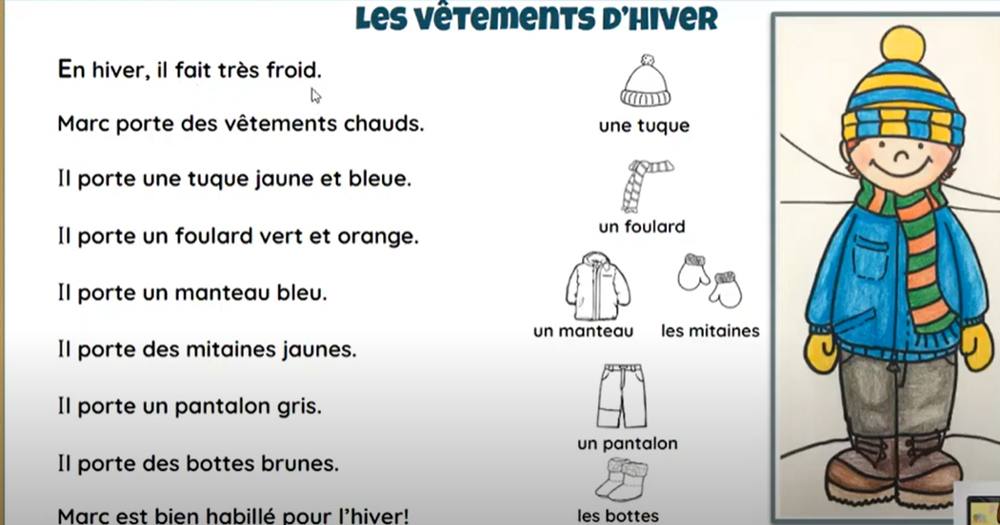 Les vêtements d'hiver
En hiver, il fait très froid.
Marc porte des vêtements chauds.
Il porte une tuque jaune et bleue.
Il porte un foulard vert et orange.
Il porte un manteau bleu.
Il porte des mitaines jaunes.
Il porte un pantalon gris.
Il porte des bottes brunes.
Marc est bien habillé pour l'hiver!
une tuque
un foulard
un manteau
les mitaines
un pantalon
les bottes